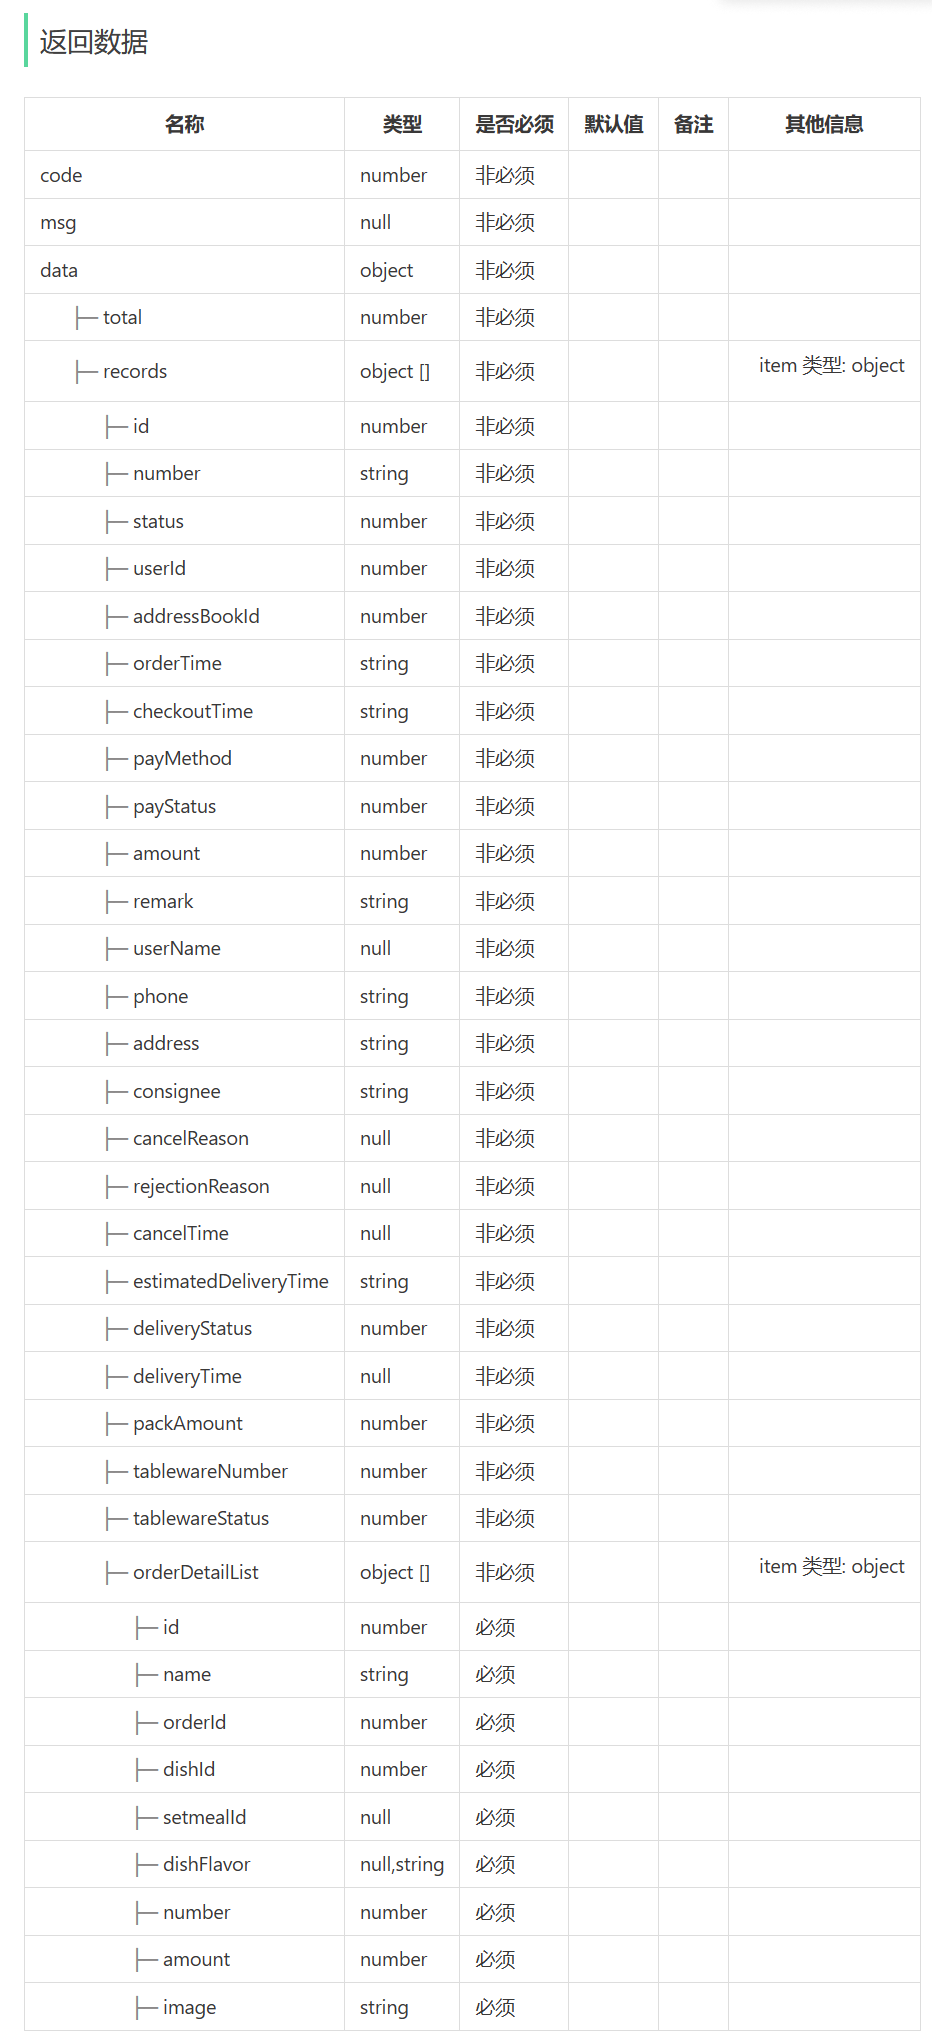 返回数据
名称 类型 是否必须 默认值 备注 其他信息
code number 非必须
msg null 非必须
data object 非必须
├─ total number 非必须
├─ records object [] 非必须 item 类型: object
├─ id number 非必须
├─ number string 非必须
├─ status number 非必须
├─ userId number 非必须
├─ addressBookId number 非必须
├─ orderTime string 非必须
├─ checkoutTime string 非必须
├─ payMethod number 非必须
├─ payStatus number 非必须
├─ amount number 非必须
├─ remark string 非必须
├─ userName null 非必须
├─ phone string 非必须
├─ address string 非必须
├─ consignee string 非必须
├─ cancelReason null 非必须
├─ rejectionReason null 非必须
├─ cancelTime null 非必须
├─ estimatedDeliveryTime string 非必须
├─ deliveryStatus number 非必须
├─ deliveryTime null 非必须
├─ packAmount number 非必须
├─ tablewareNumber number 非必须
├─ tablewareStatus number 非必须
├─ orderDetailList object [] 非必须 item 类型: object
├─ id number 必须
├─ name string 必须
├─ orderId number 必须
├─ dishId number 必须
├─ setmealId null 必须
├─ dishFlavor null,string 必须
├─ number number 必须
├─ amount number 必须
├─ image string 必须